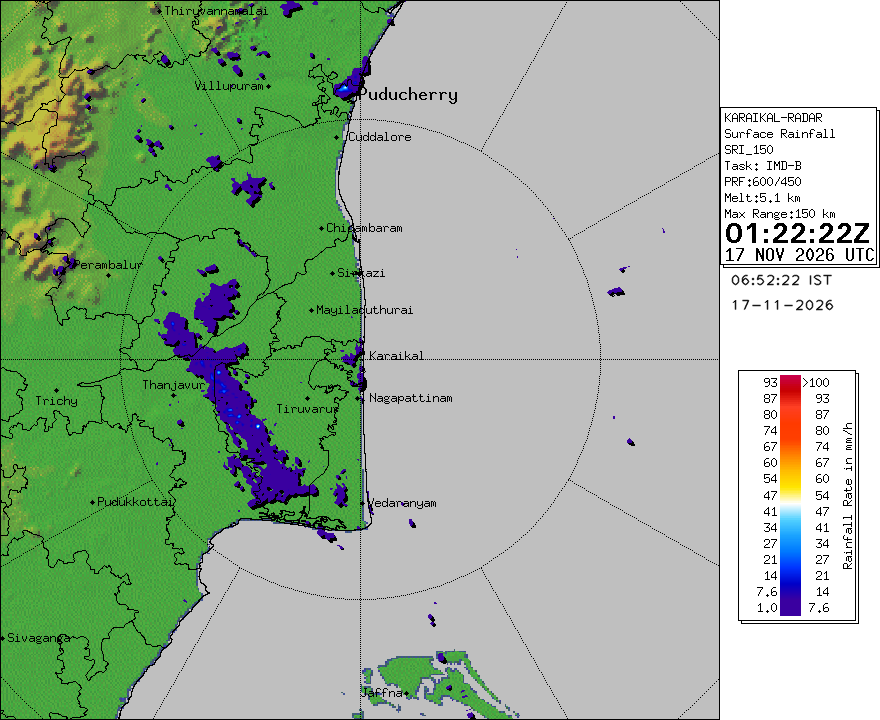 Thiruvannamalai
Villupuram
Puducherry
Cuddalore
Chidambaram
Perambalur
Sirkazi
Mayiladuthurai
Karaikal
Thanjavur
Trichy
Tiruvarur
Nagapattinam
Pudukkottai
Vedaranyam
Sivaganga
Jaffna
KARAIKAL-RADAR
Surface Rainfall
SRI_150
Task: IMD-B
PRF:600/450
Melt:5.1 km
Max Range:150 km
01:22:22Z
17 NOV 2026 UTC
06:52:22 IST
17-11-2026
93 >100
87 93
80 87
74 80
67 74
60 67
54 60
47 54
41 47
34 41
27 34
21 27
14 21
7.6 14
1.0 7.6
Rainfall Rate in mm/h